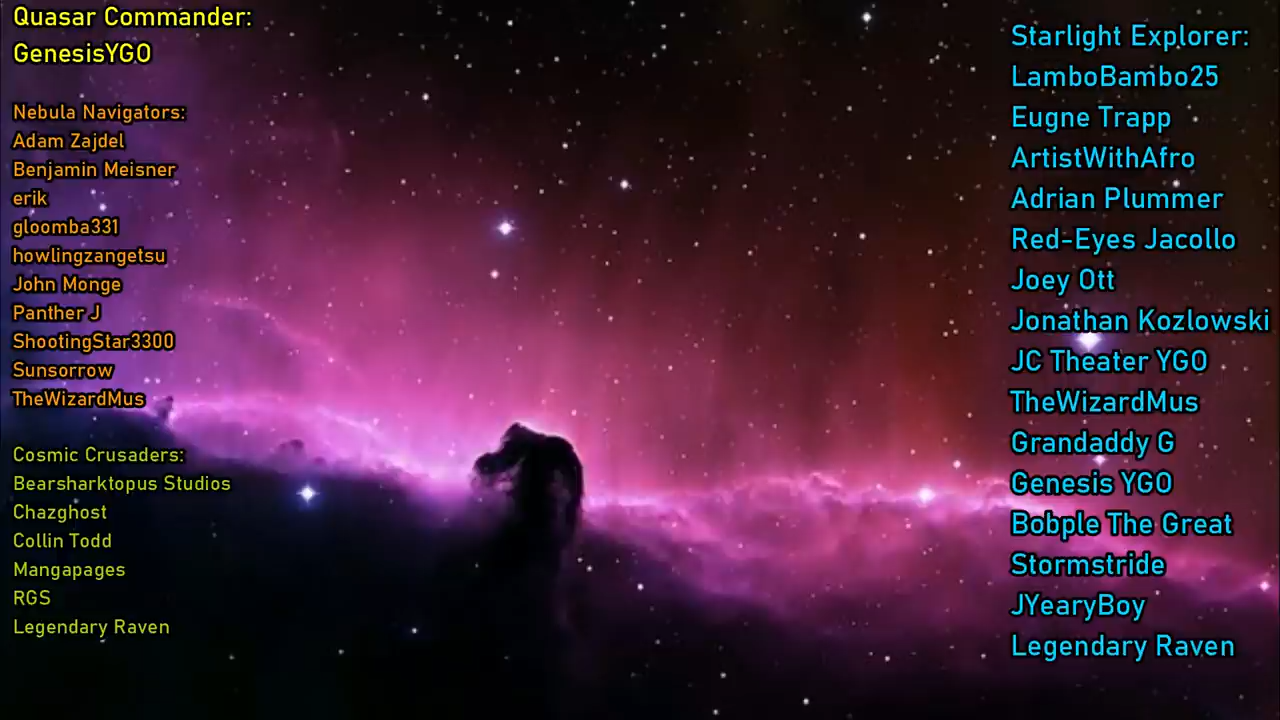 Quasar Commander:
GenesisYGO
Nebula Navigators:
Adam Zajdel
Benjamin Meisner
erik
gloomba331
howlingzangetsu
John Monge
Panther J
ShootingStar3300
Sunsorrow
TheWizardMus
Cosmic Crusaders:
Bearsharktopus Studios
Chazghost
Collin Todd
Mangapages
RGS
Legendary Raven
Starlight Explorer:
LamboBambo25
Eugne Trapp
ArtistWithAfro
Adrian Plummer
Red-Eyes Jacollo
Joey Ott
Jonathan Kozlowski
JC Theater YGO
TheWizardMus
Grandaddy G
Genesis YGO
Bobple The Great
Stormstride
JYearyBoy
Legendary Raven